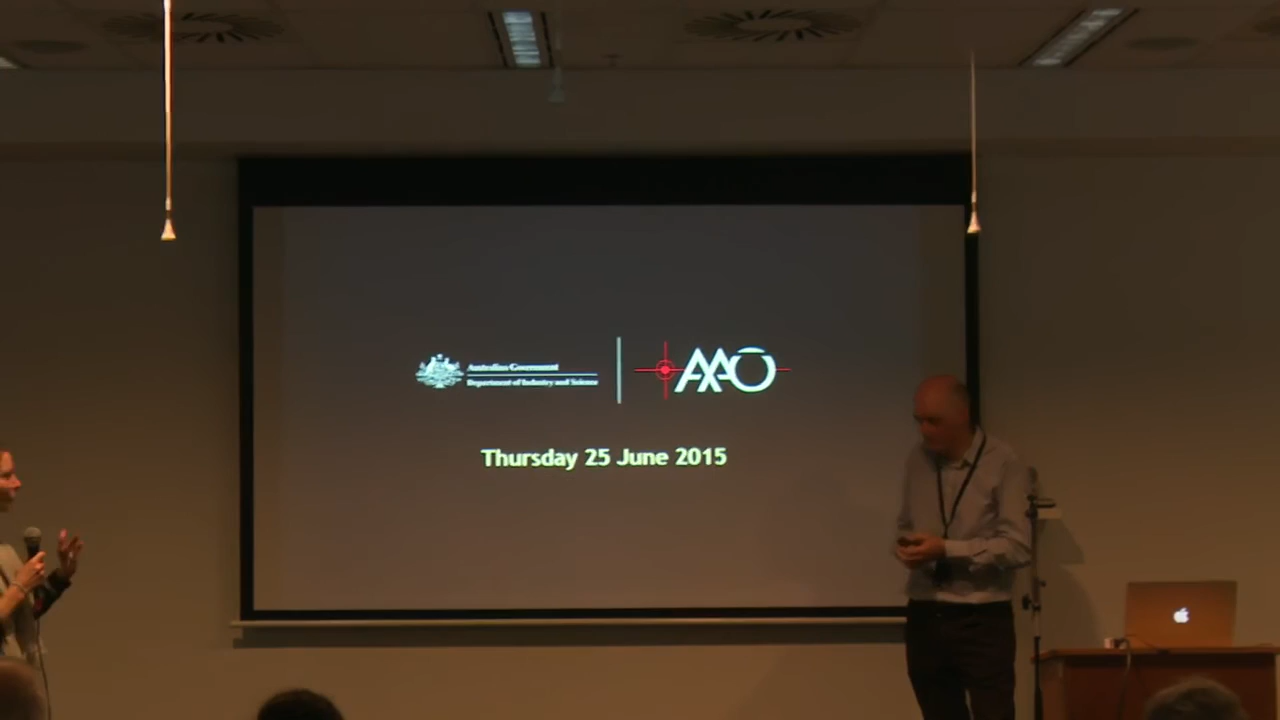 Australian Government
Department of Industry and Science
AAO
Thursday 25 June 2015